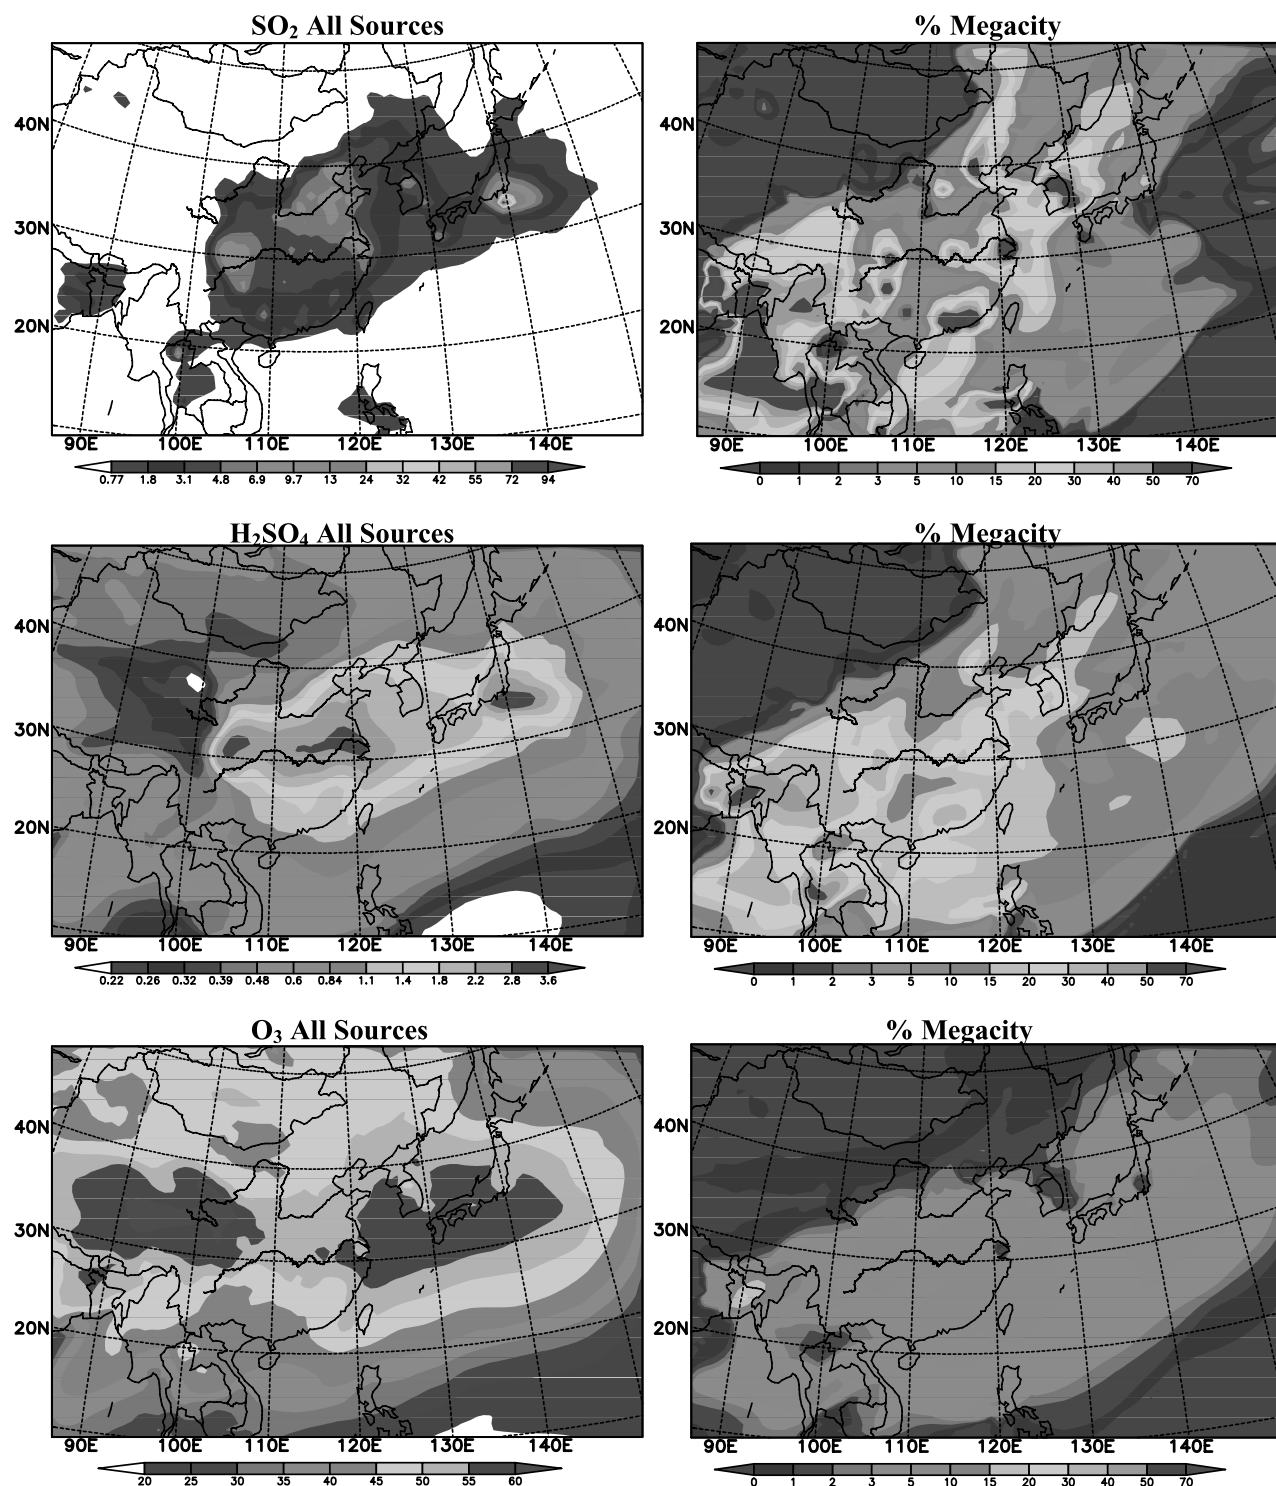 SO2 All Sources
% Megacity
40N
30N
20N
90E 100E 110E 120E 130E 140E
0.77 1.8 3.1 4.8 6.9 9.7 13 24 32 42 55 72 94
40N
30N
20N
90E 100E 110E 120E 130E 140E
0 1 2 3 5 10 15 20 30 40 50 70
H2SO4 All Sources
% Megacity
40N
30N
20N
90E 100E 110E 120E 130E 140E
0.22 0.26 0.32 0.39 0.48 0.6 0.84 1.1 1.4 1.8 2.2 2.8 3.6
40N
30N
20N
90E 100E 110E 120E 130E 140E
0 1 2 3 5 10 15 20 30 40 50 70
O3 All Sources
% Megacity
40N
30N
20N
90E 100E 110E 120E 130E 140E
20 25 30 35 40 45 50 55 60
40N
30N
20N
90E 100E 110E 120E 130E 140E
0 1 2 3 5 10 15 20 30 40 50 70